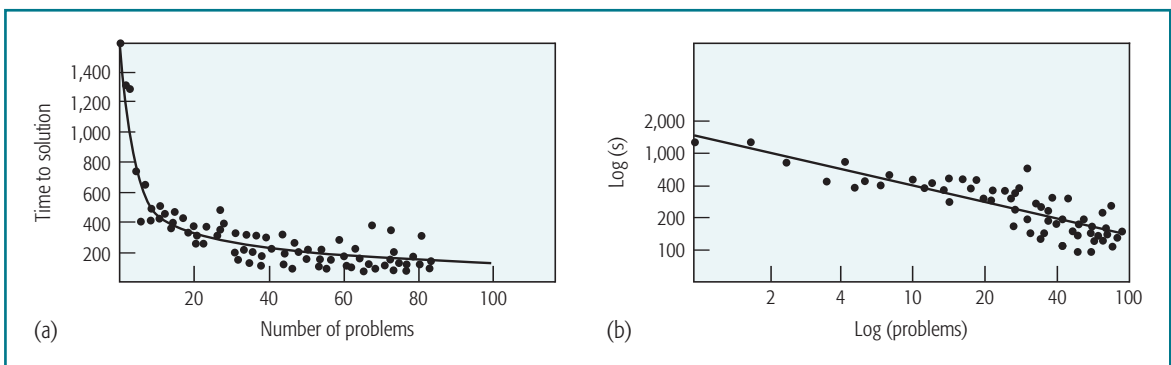 1,400
1,200
1,000
800
600
400
200
Time to solution
20 40 60 80 100
Number of problems
(a)
2,000
1,000
400
200
100
Log (s)
2 4 10 20 40 100
Log (problems)
(b)